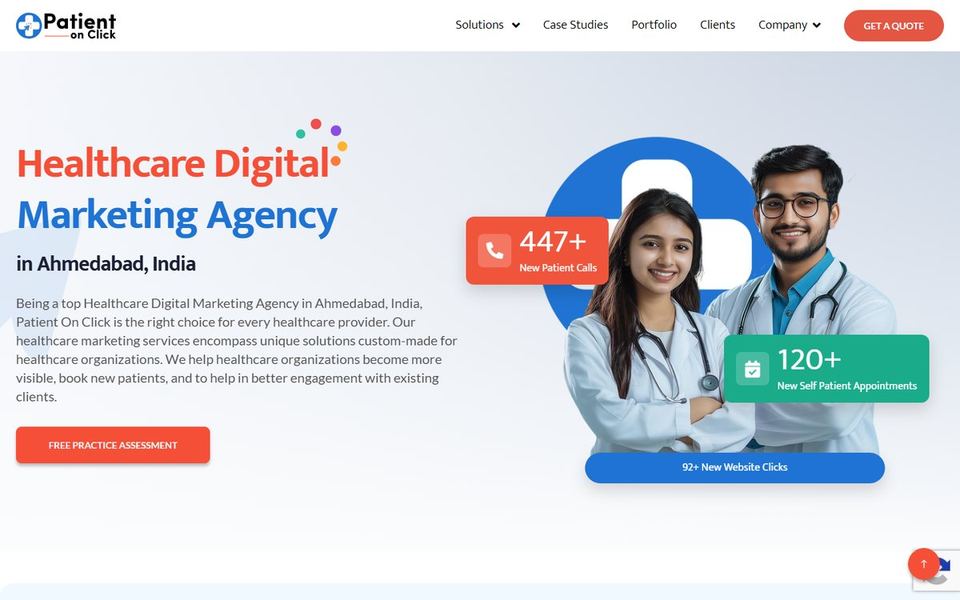 Patient
on Click
Solutions
Case Studies
Portfolio
Clients
Company
GET A QUOTE
Healthcare Digital
Marketing Agency
in Ahmedabad, India
Being a top Healthcare Digital Marketing Agency in Ahmedabad, India,
Patient On Click is the right choice for every healthcare provider. Our
healthcare marketing services encompass unique solutions custom-made for
healthcare organizations. We help healthcare organizations become more
visible, book new patients, and to help in better engagement with existing
clients.
FREE PRACTICE ASSESSMENT
447+
New Patient Calls
120+
New Self Patient Appointments
92+ New Website Clicks